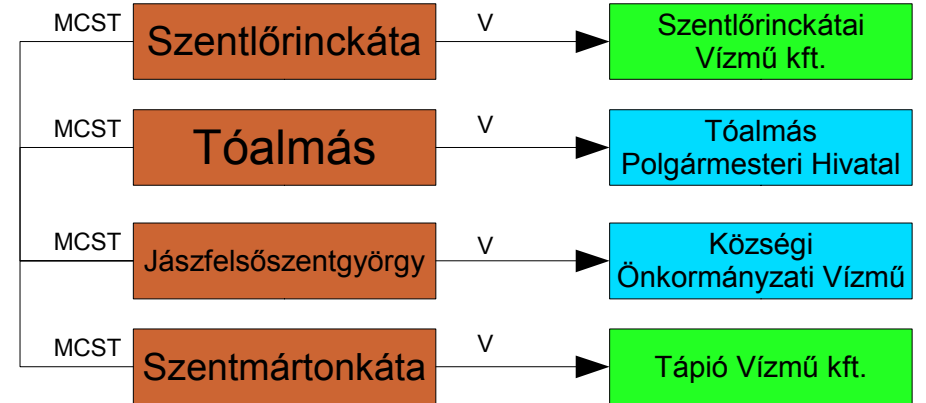 MCST
Szentlőrinckáta
V
Szentlőrinckátai
Vízmű kft.
MCST
Tóalmás
V
Tóalmás
Polgármesteri Hivatal
MCST
Jászfelsőszentgyörgy
V
Községi
Önkormányzati Vízmű
MCST
Szentmártonkáta
V
Tápió Vízmű kft.